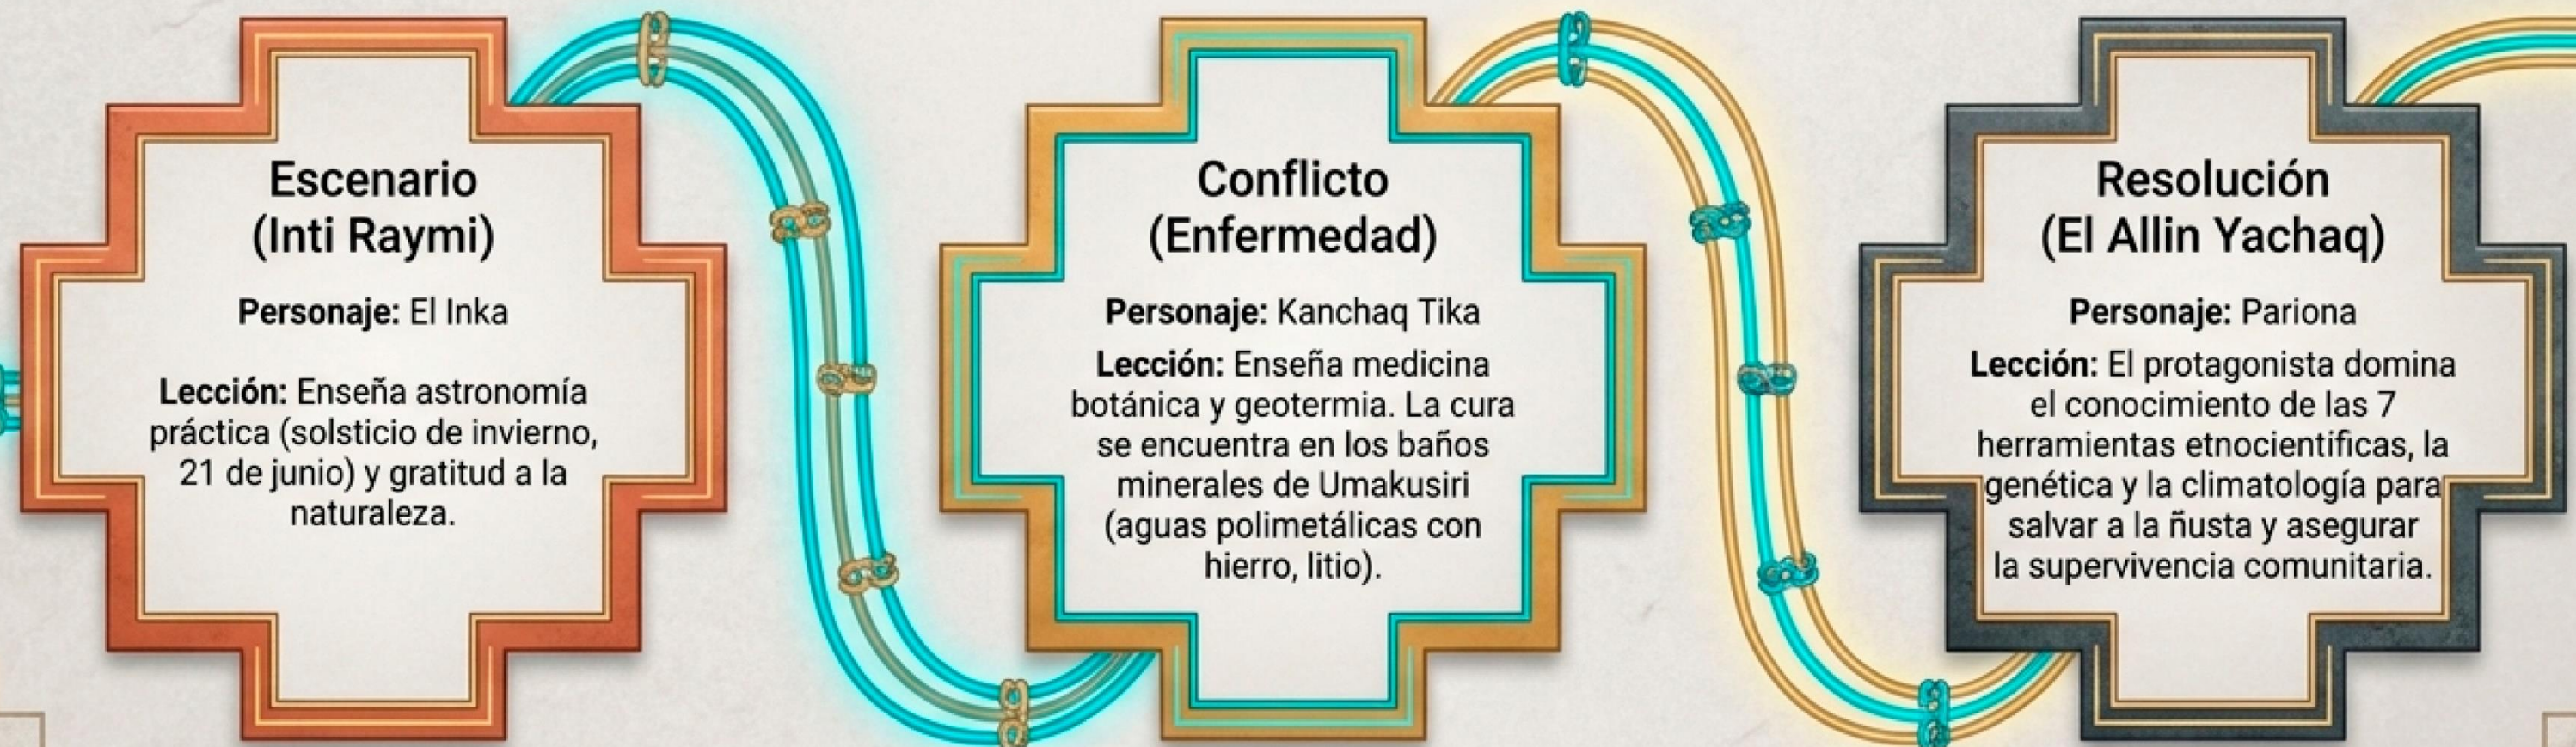 Escenario
(Inti Raymi)
Personaje: El Inka
Lección: Enseña astronomía
práctica (solsticio de invierno,
21 de junio) y gratitud a la
naturaleza.
Conflicto
(Enfermedad)
Personaje: Kanchaq Tika
Lección: Enseña medicina
botánica y geotermia. La cura
se encuentra en los baños
minerales de Umakusiri
(aguas polimetálicas con
hierro, litio).
Resolución
(El Allin Yachaq)
Personaje: Pariona
Lección: El protagonista domina
el conocimiento de las 7
herramientas etnocientificas, la
genética y la climatología para
salvar a la ñusta y asegurar
la supervivencia comunitaria.